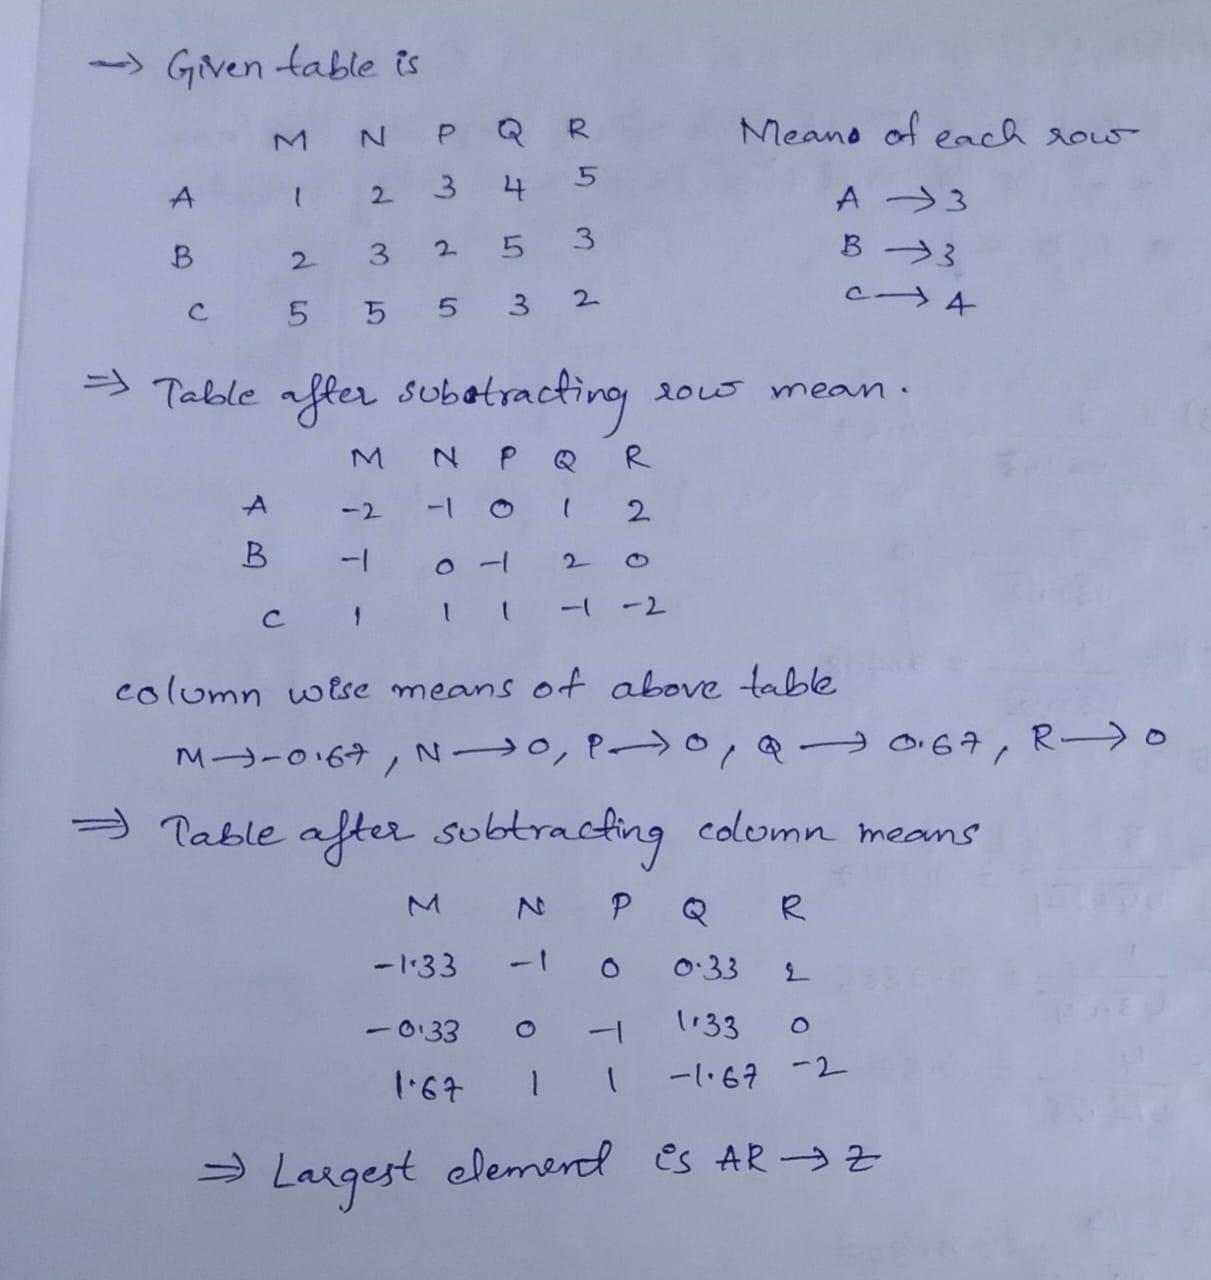 → Given table is
M N P Q R Means of each row
A 1 2 3 4 5 A → 3
B 2 3 2 5 3 B → 3
C 5 5 5 3 2 C → 4
⇒ Table after subtracting row mean.
M N P Q R
A -2 -1 0 1 2
B -1 0 -1 2 0
C 1 1 1 -1 -2
column wise means of above table
M → -0.67, N → 0, P → 0, Q → 0.67, R → 0
⇒ Table after subtracting column means
M N P Q R
-1.33 -1 0 0.33 2
-0.33 0 -1 1.33 0
1.67 1 1 -1.67 -2
⇒ Largest element is AR → 2